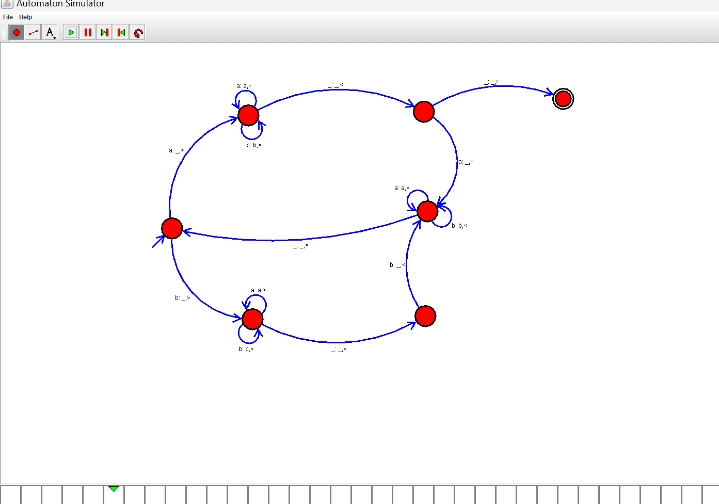 Automaton Simulator
File Help
A
a: a,>
_: _,<
_: _,>
b: b,>
a: _,>
a: _,<
a: a,<
b: b,<
_: _,>
b: _,<
b: _,>
a: a,>
b: b,>
_: _,<